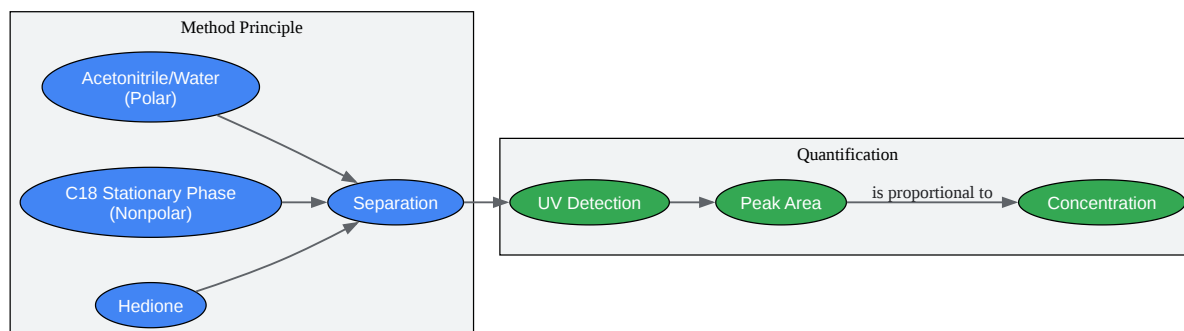 Method Principle
Acetonitrile/Water
(Polar)
C18 Stationary Phase
(Nonpolar)
Hedione
Separation
Quantification
UV Detection
Peak Area
is proportional to
Concentration